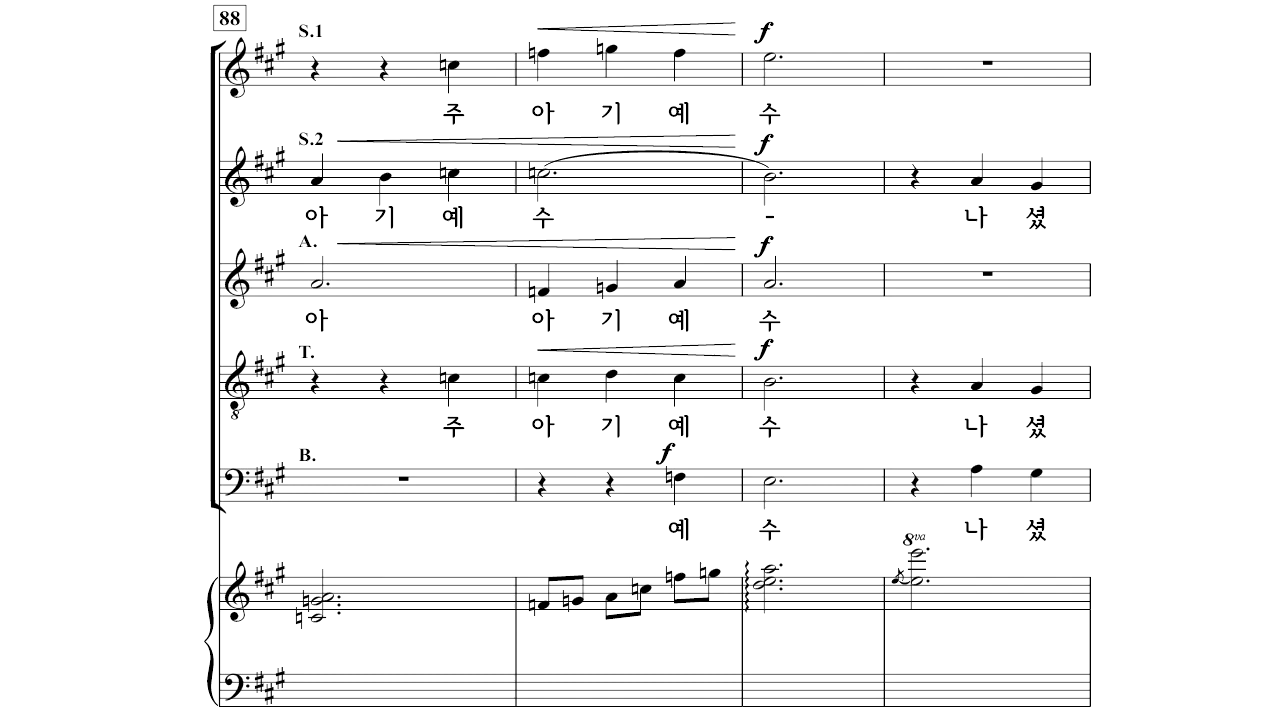 88
S.1
f
주 아 기 예 수
S.2
f
아 기 예 수 - 나 셨
A.
f
아 아 기 예 수
T.
f
주 아 기 예 수 나 셨
B.
f
예 수 나 셨
8va